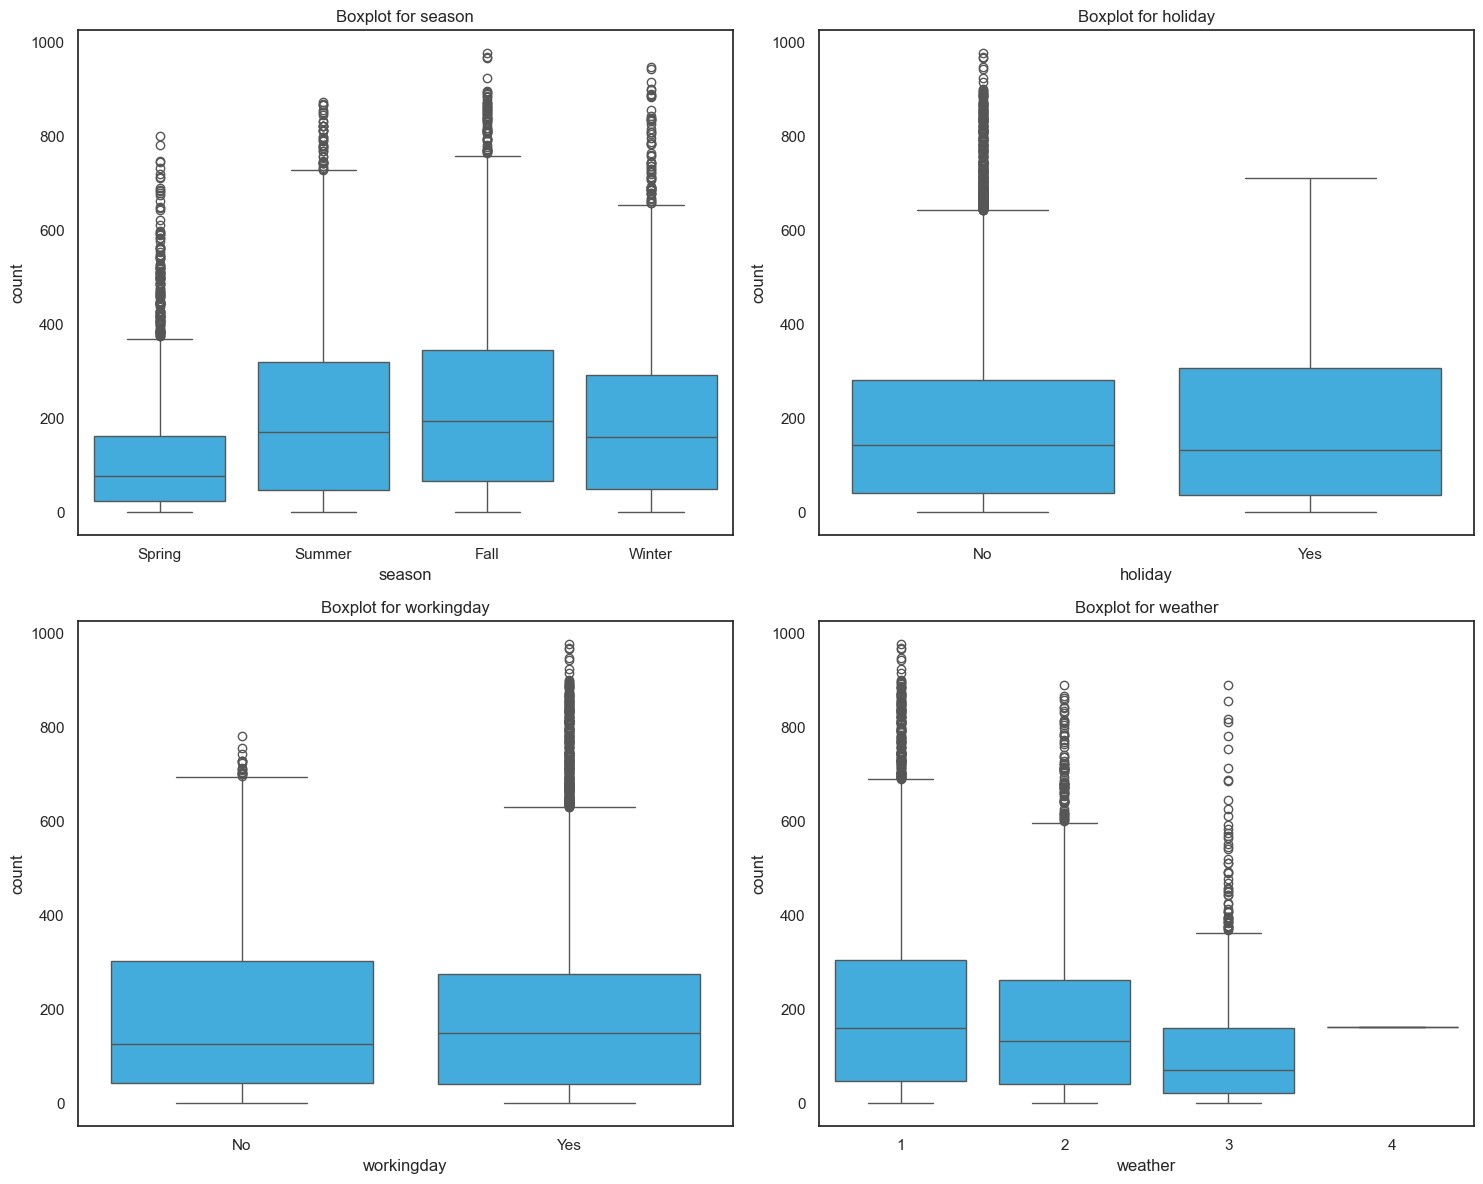 Boxplot for season
1000
800
600
400
200
0
count
Spring Summer Fall Winter
season
Boxplot for holiday
1000
800
600
400
200
0
count
No Yes
holiday
Boxplot for workingday
1000
800
600
400
200
0
count
No Yes
workingday
Boxplot for weather
1000
800
600
400
200
0
count
1 2 3 4
weather